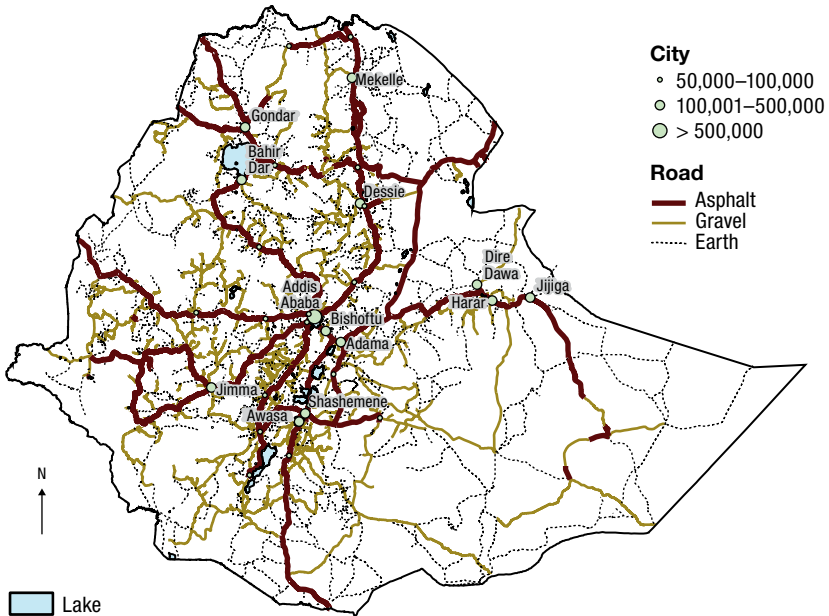 City
50,000–100,000
100,001–500,000
> 500,000
Road
Asphalt
Gravel
Earth
Mekelle
Gondar
Bahir
Dar
Dessie
Dire
Dawa
Jijiga
Harar
Addis
Ababa
Bishoftu
Adama
Jimma
Shashemene
Awasa
N
Lake